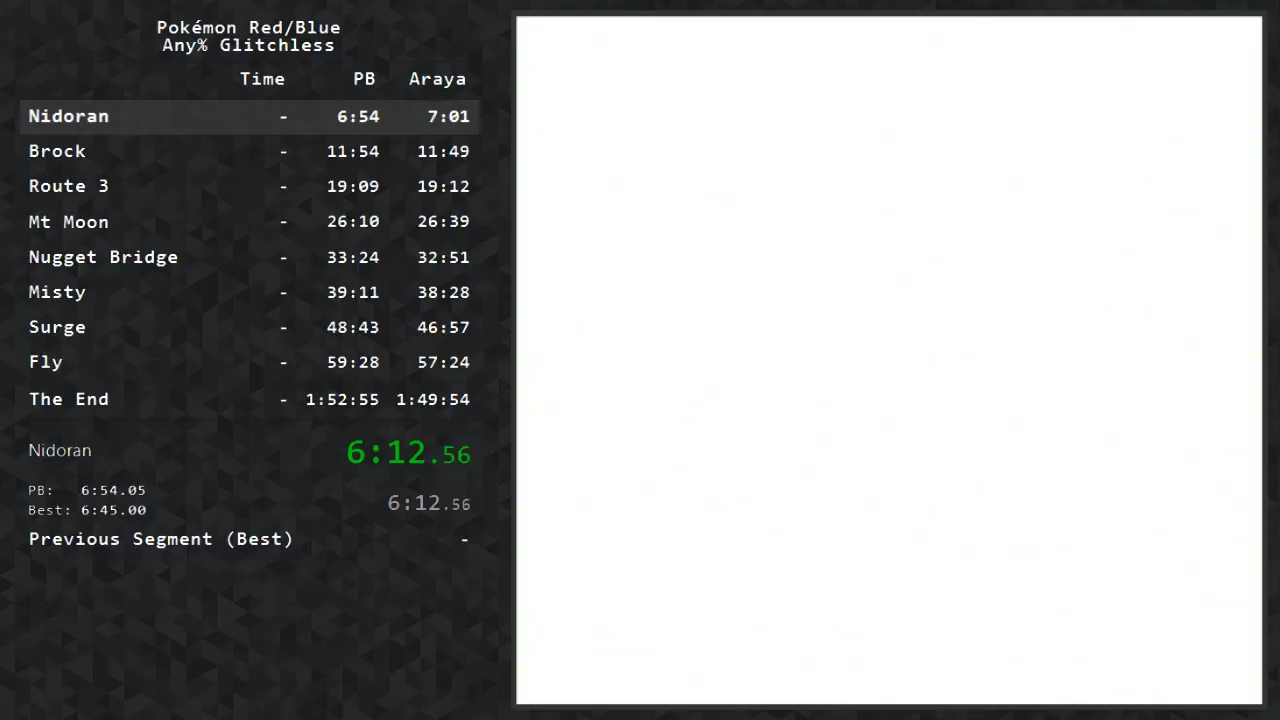 Pokémon Red/Blue
Any% Glitchless
Time PB Araya
Nidoran - 6:54 7:01
Brock - 11:54 11:49
Route 3 - 19:09 19:12
Mt Moon - 26:10 26:39
Nugget Bridge - 33:24 32:51
Misty - 39:11 38:28
Surge - 48:43 46:57
Fly - 59:28 57:24
The End - 1:52:55 1:49:54
Nidoran 6:12.56
PB: 6:54.05
6:12.56
Best: 6:45.00
Previous Segment (Best) -